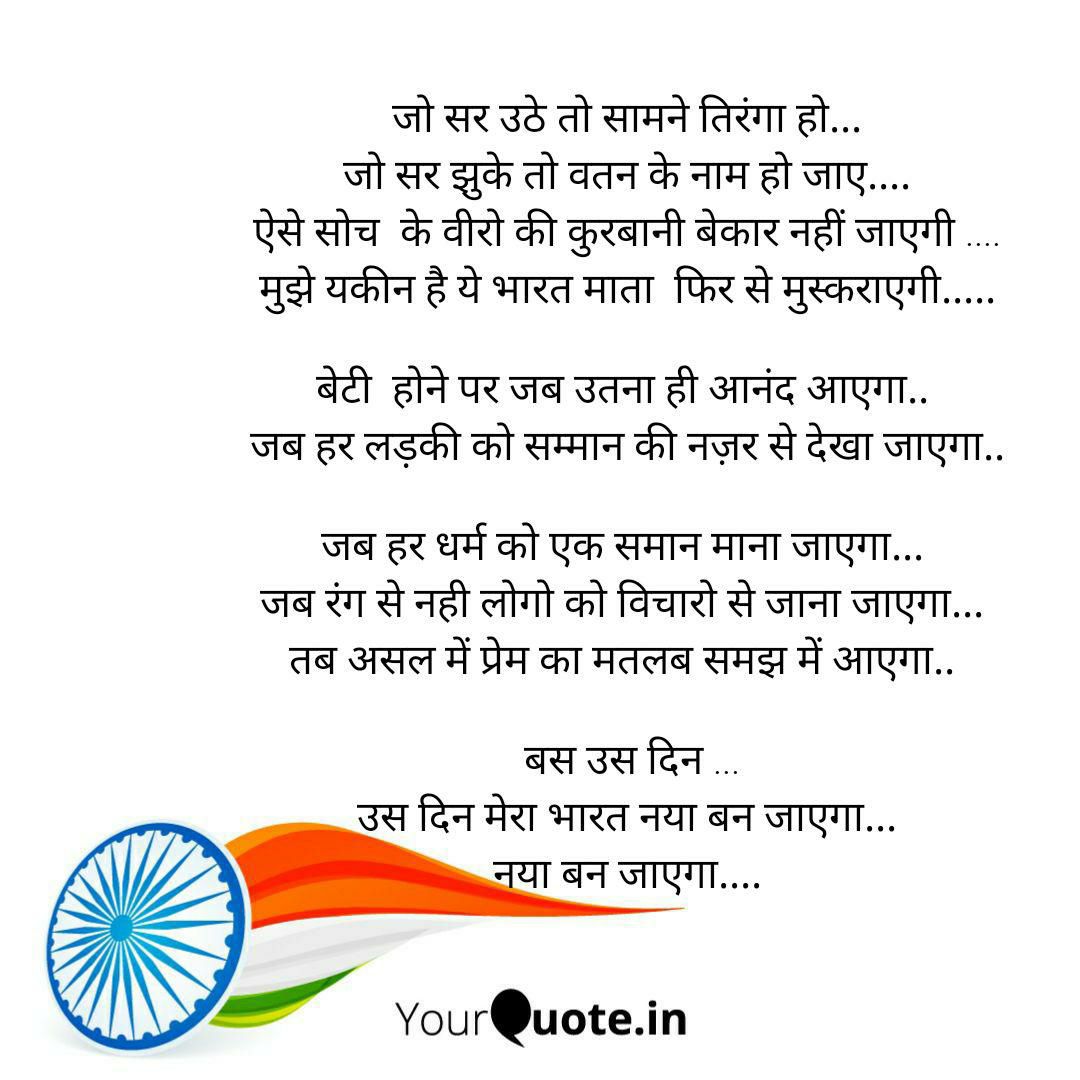 जो सर उठे तो सामने तिरंगा हो...
जो सर झुके तो वतन के नाम हो जाए....
ऐसे सोच के वीरो की कुरबानी बेकार नहीं जाएगी ....
मुझे यकीन है ये भारत माता फिर से मुस्कराएगी.....
बेटी होने पर जब उतना ही आनंद आएगा..
जब हर लड़की को सम्मान की नज़र से देखा जाएगा..
जब हर धर्म को एक समान माना जाएगा...
जब रंग से नही लोगो को विचारो से जाना जाएगा...
तब असल में प्रेम का मतलब समझ में आएगा..
बस उस दिन ...
उस दिन मेरा भारत नया बन जाएगा...
नया बन जाएगा....
YourQuote.in